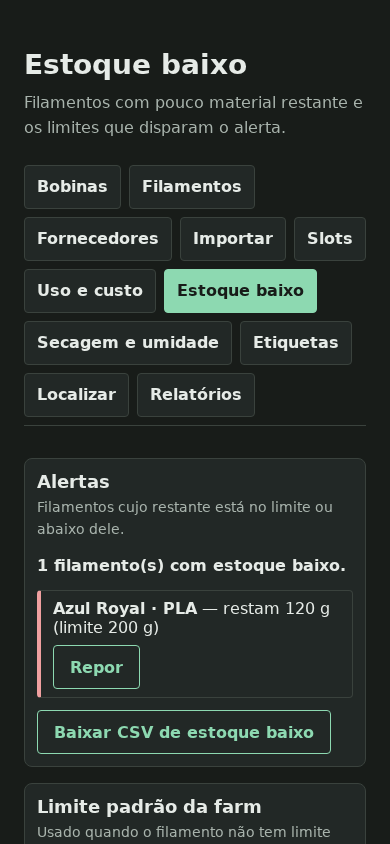 Estoque baixo
Filamentos com pouco material restante e
os limites que disparam o alerta.
Bobinas
Filamentos
Fornecedores
Importar
Slots
Uso e custo
Estoque baixo
Secagem e umidade
Etiquetas
Localizar
Relatórios
Alertas
Filamentos cujo restante está no limite ou
abaixo dele.
1 filamento(s) com estoque baixo.
Azul Royal · PLA — restam 120 g
(limite 200 g)
Repor
Baixar CSV de estoque baixo
Limite padrão da farm
Usado quando o filamento não tem limite